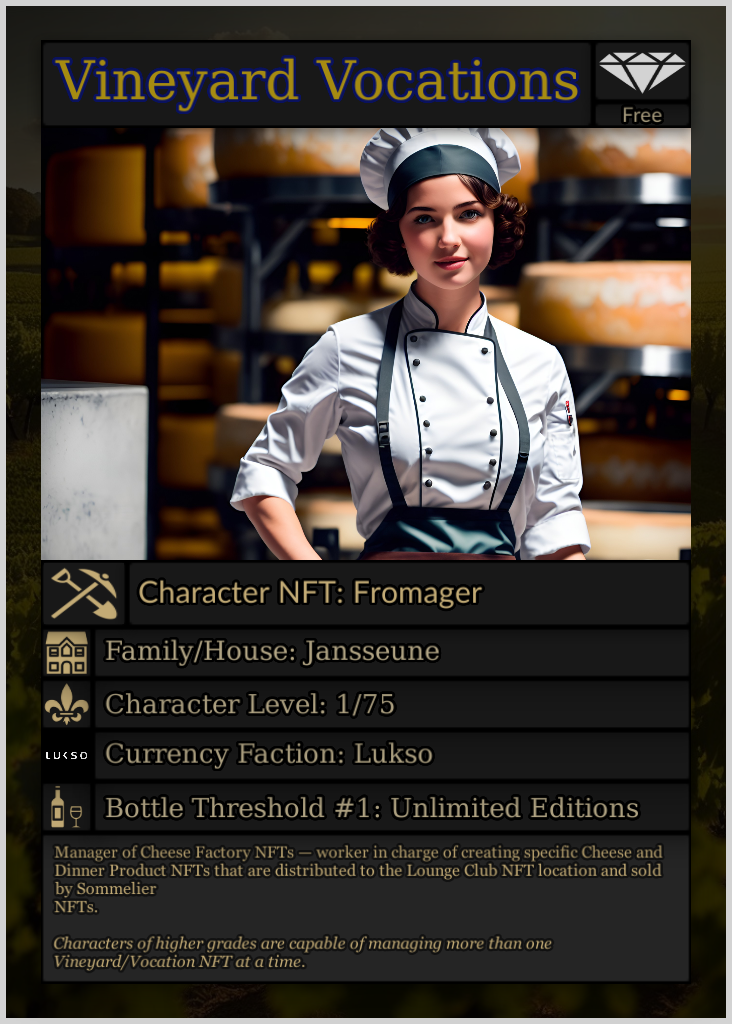 Vineyard Vocations
Free
Character NFT: Fromager
Family/House: Jansseune
Character Level: 1/75
LUKSO
Currency Faction: Lukso
Bottle Threshold #1: Unlimited Editions
Manager of Cheese Factory NFTs — worker in charge of creating specific Cheese and
Dinner Product NFTs that are distributed to the Lounge Club NFT location and sold
by Sommelier
NFTs.
Characters of higher grades are capable of managing more than one
Vineyard/Vocation NFT at a time.